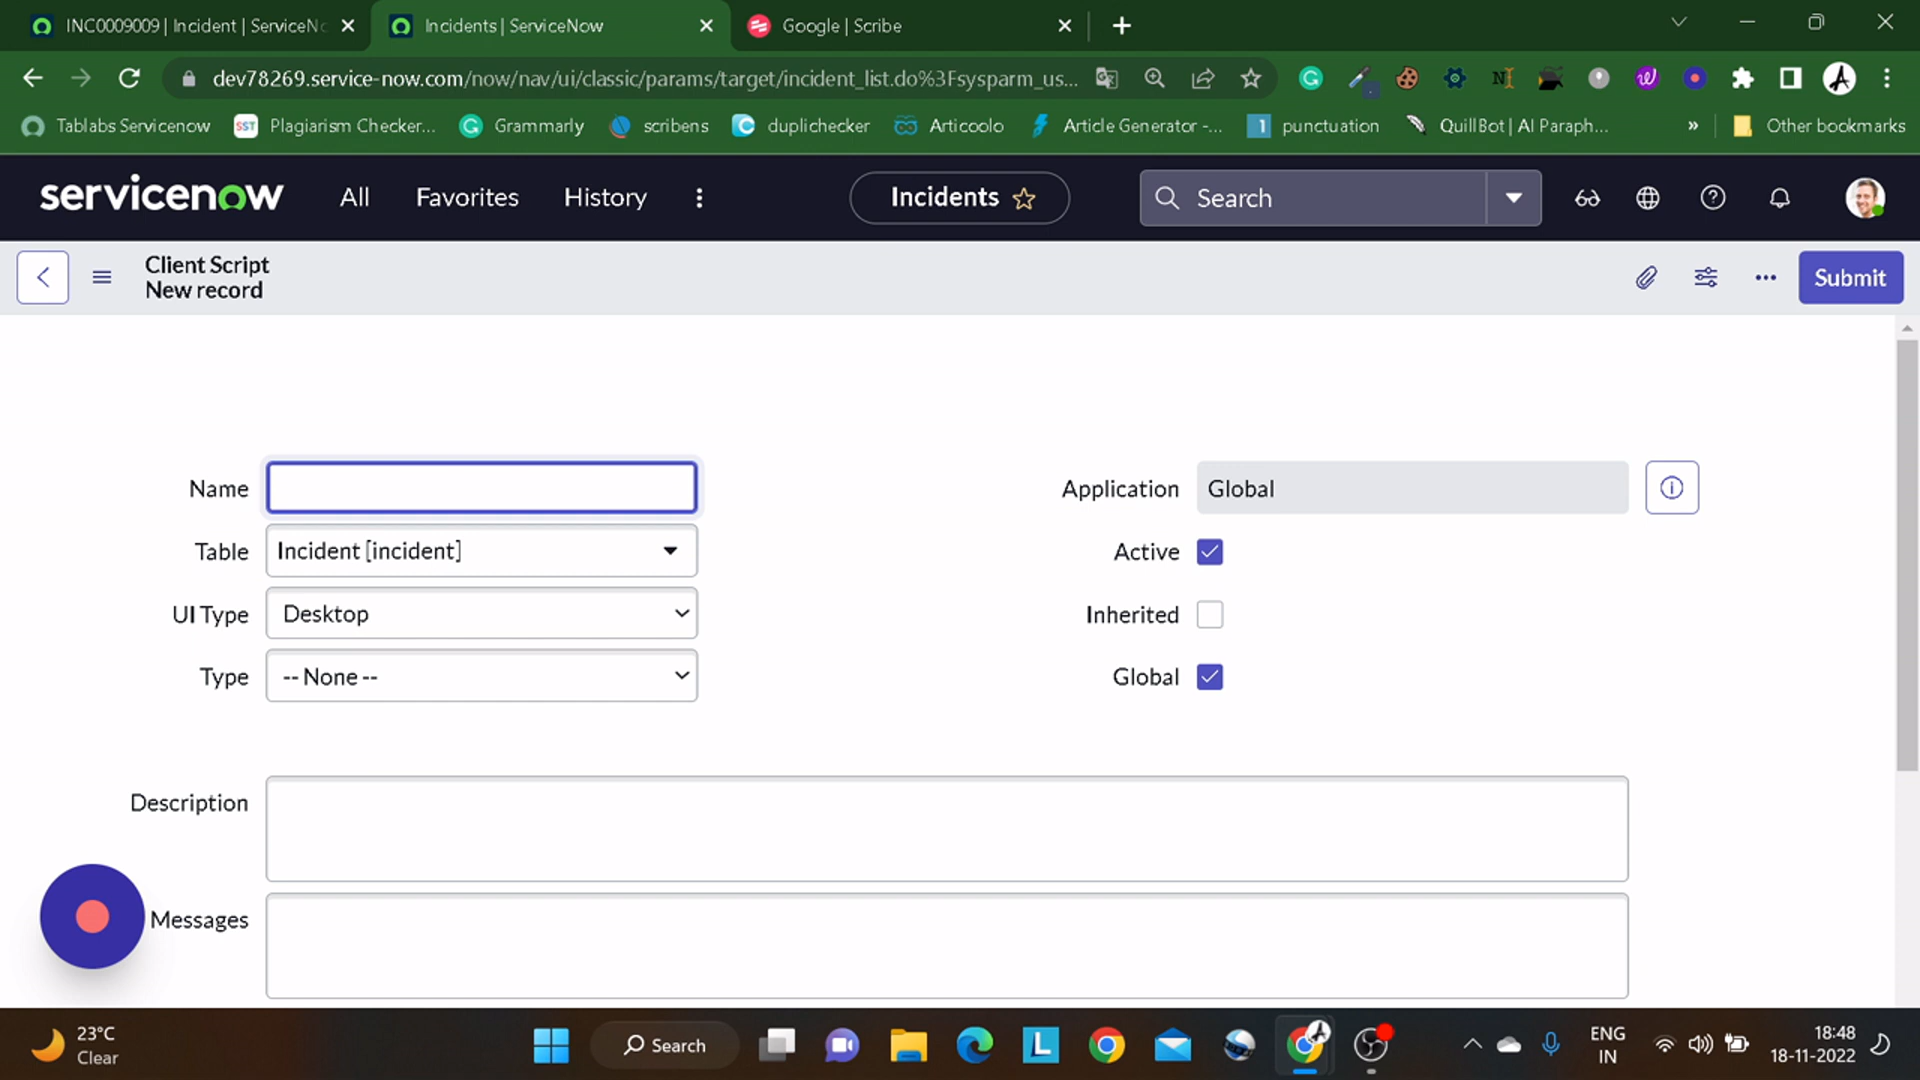 INC0009009 | Incident | ServiceNo
Incidents | ServiceNow
Google | Scribe
dev78269.service-now.com/now/nav/ui/classic/params/target/incident_list.do%3Fsysparm_us...
Tablabs Servicenow
SST Plagiarism Checker...
Grammarly
scribens
duplichecker
Articoolo
Article Generator -...
1 punctuation
QuillBot | AI Paraph...
»
Other bookmarks
servicenow
All
Favorites
History
Incidents
Search
Client Script
New record
Submit
Name
Application Global
Table Incident [incident]
Active
UI Type Desktop
Inherited
Type -- None --
Global
Description
Messages
23°C
Clear
Search
ENG
IN
18:48
18-11-2022